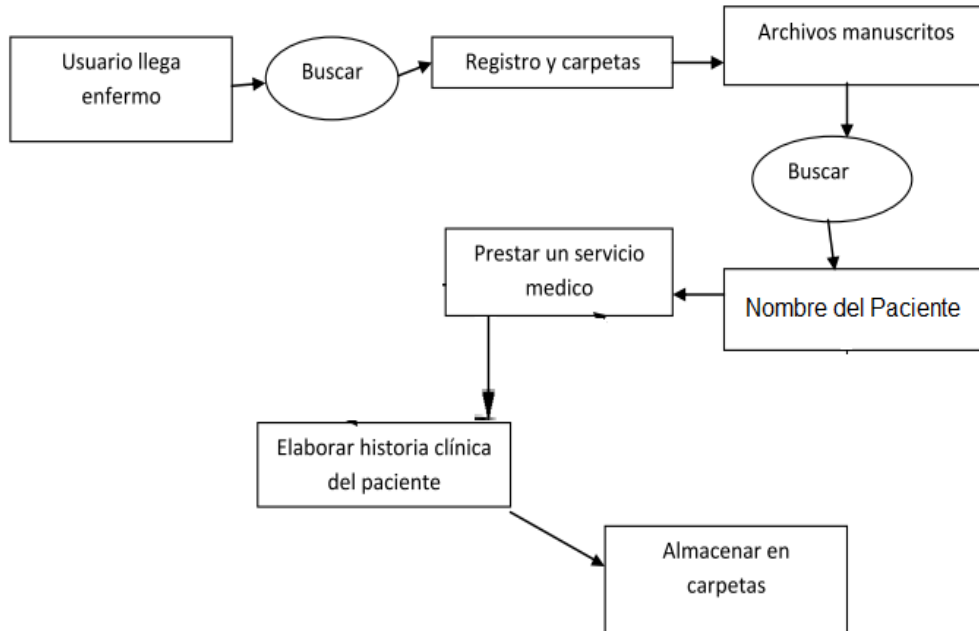 Usuario llega
enfermo
Buscar
Registro y carpetas
Archivos manuscritos
Buscar
Nombre del Paciente
Prestar un servicio
medico
Elaborar historia clínica
del paciente
Almacenar en
carpetas